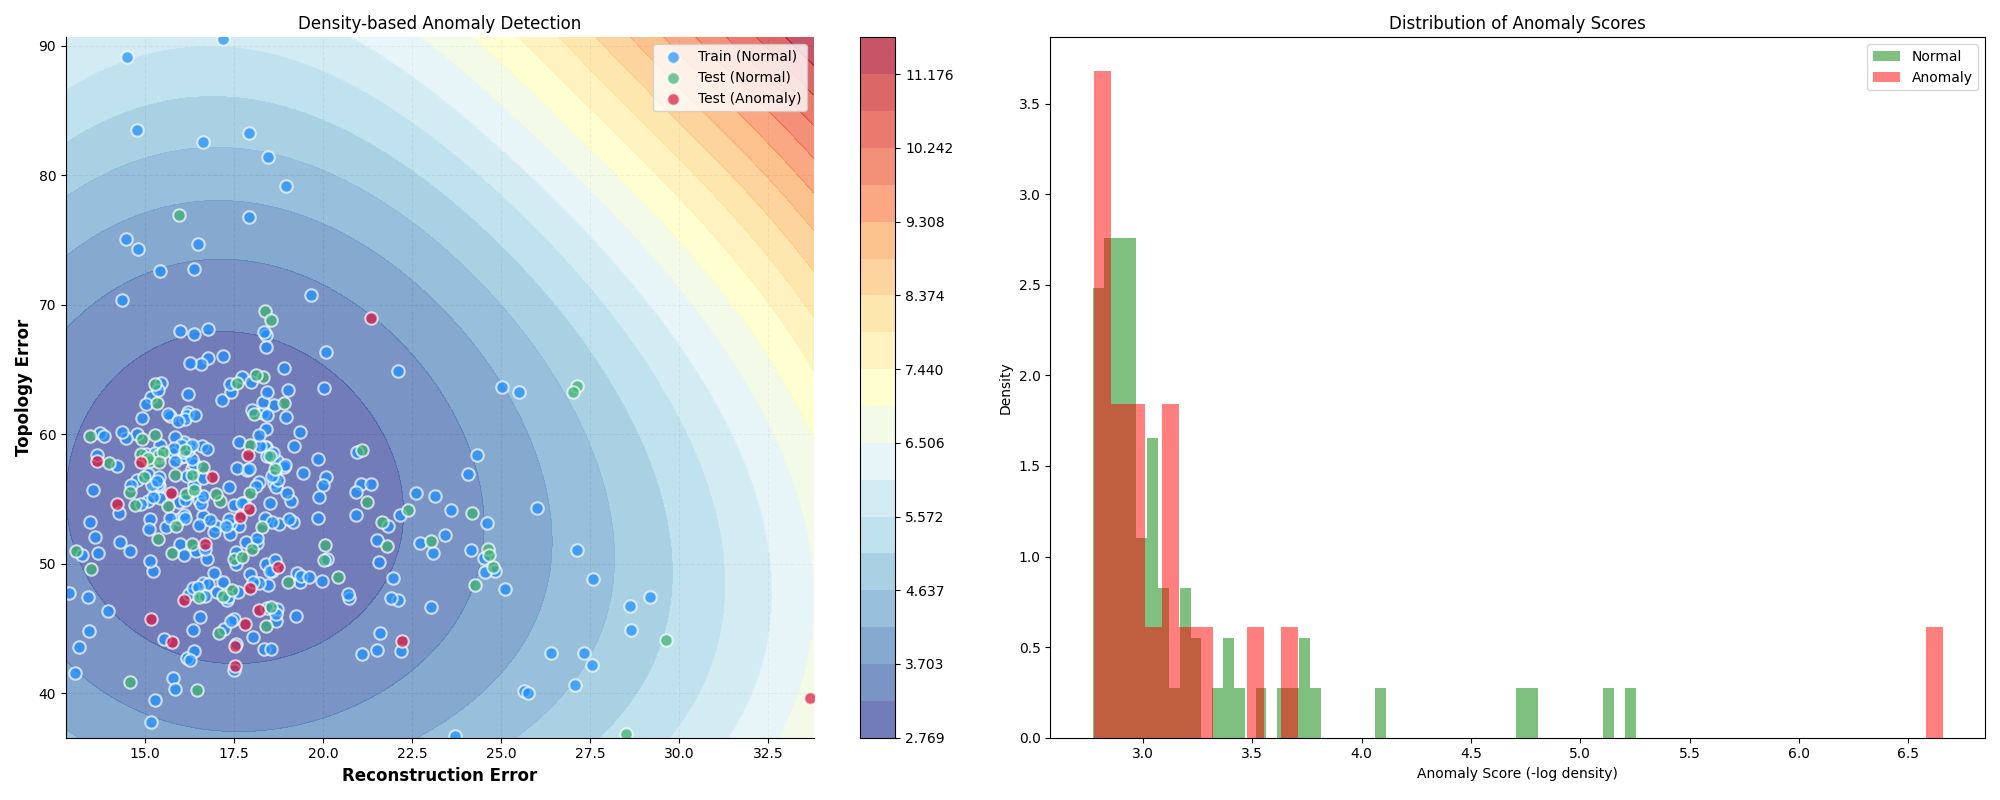 Density-based Anomaly Detection
Train (Normal)
Test (Normal)
Test (Anomaly)
Topology Error
90
80
70
60
50
40
15.0 17.5 20.0 22.5 25.0 27.5 30.0 32.5
Reconstruction Error
11.176
10.242
9.308
8.374
7.440
6.506
5.572
4.637
3.703
2.769
Distribution of Anomaly Scores
Normal
Anomaly
Density
3.5
3.0
2.5
2.0
1.5
1.0
0.5
0.0
3.0 3.5 4.0 4.5 5.0 5.5 6.0 6.5
Anomaly Score (-log density)